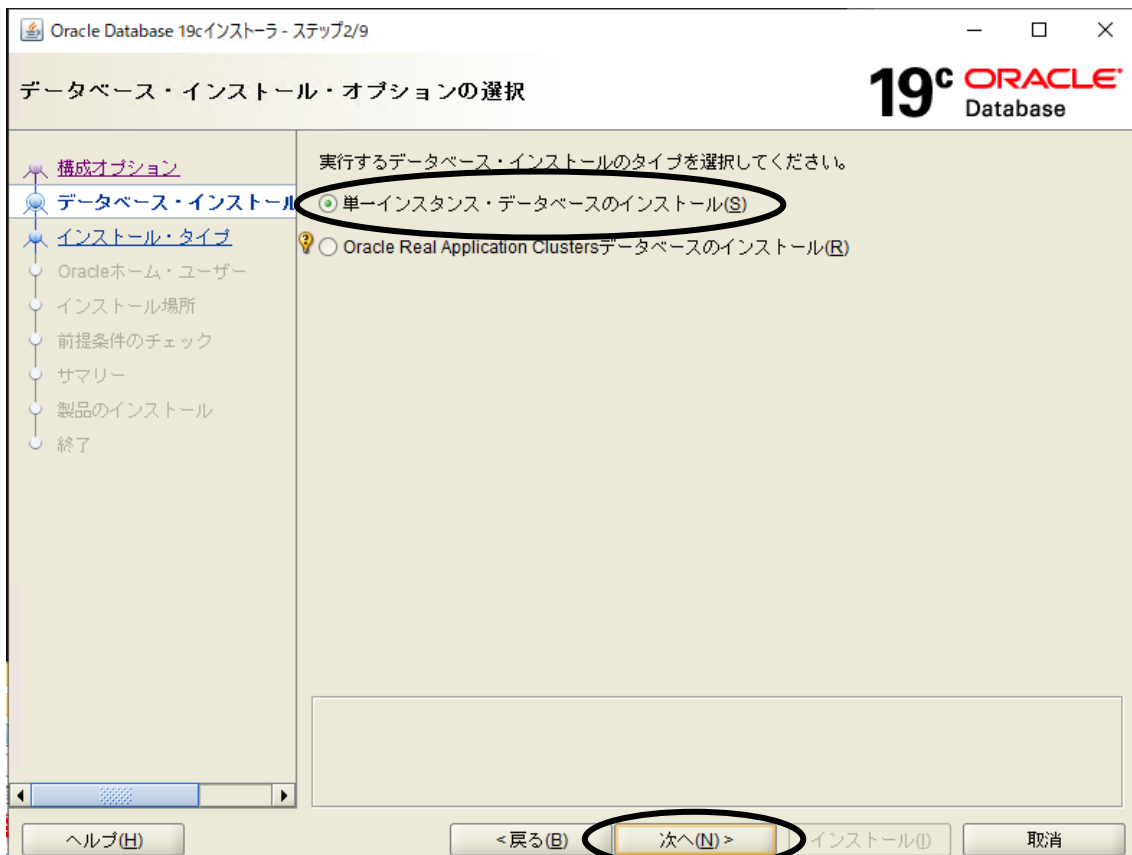 Oracle Database 19cインストーラ - ステップ2/9
データベース・インストール・オプションの選択
19c ORACLE
Database
構成オプション
データベース・インストール
インストール・タイプ
Oracleホーム・ユーザー
インストール場所
前提条件のチェック
サマリー
製品のインストール
終了
実行するデータベース・インストールのタイプを選択してください。
単一インスタンス・データベースのインストール(S)
Oracle Real Application Clustersデータベースのインストール(R)
ヘルプ(H)
<戻る(B)
次へ(N)>
インストール(I)
取消